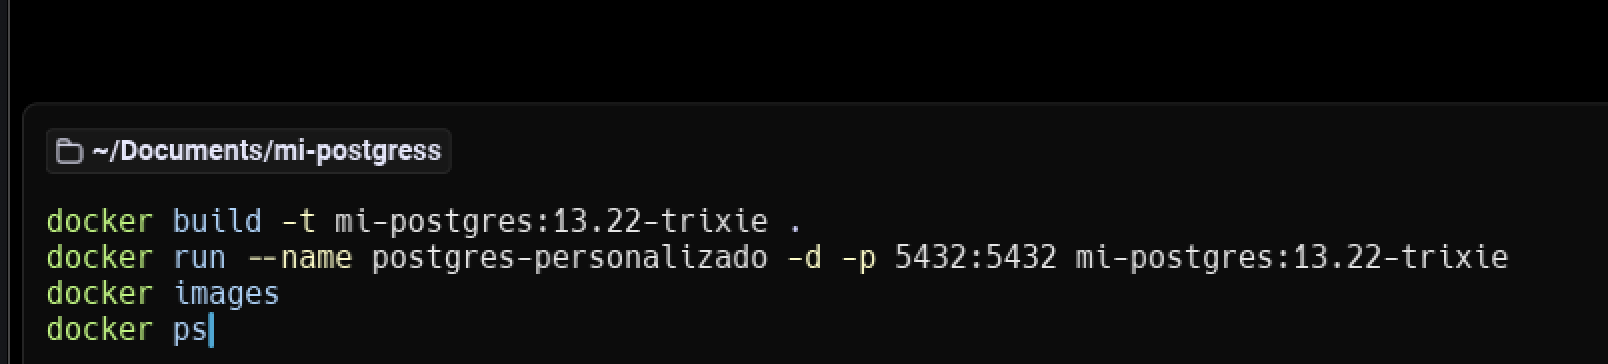 ~/Documents/mi-postgress
docker build -t mi-postgres:13.22-trixie .
docker run --name postgres-personalizado -d -p 5432:5432 mi-postgres:13.22-trixie
docker images
docker ps